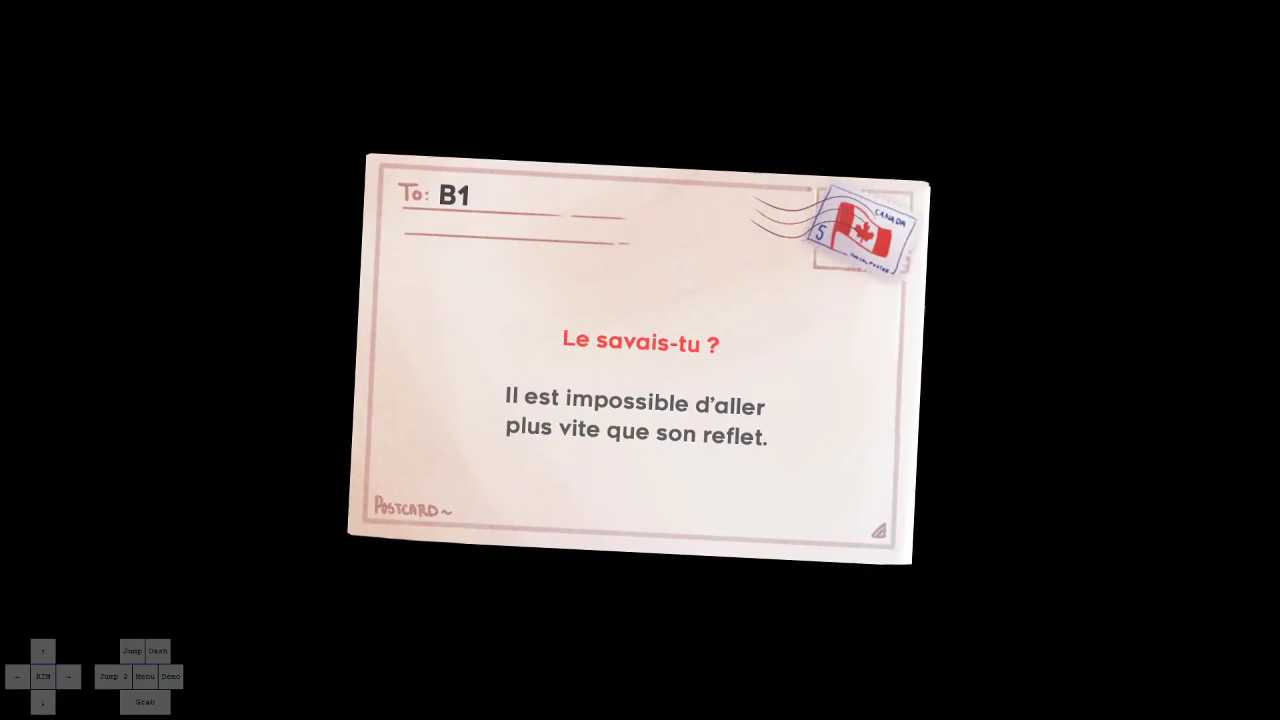 To: B1
CANADA
5
Le savais-tu ?
Il est impossible d'aller
plus vite que son reflet.
POSTCARD~
↑
Jump Dash
← RTM → Jump 2 Menu Demo
↓ Grab